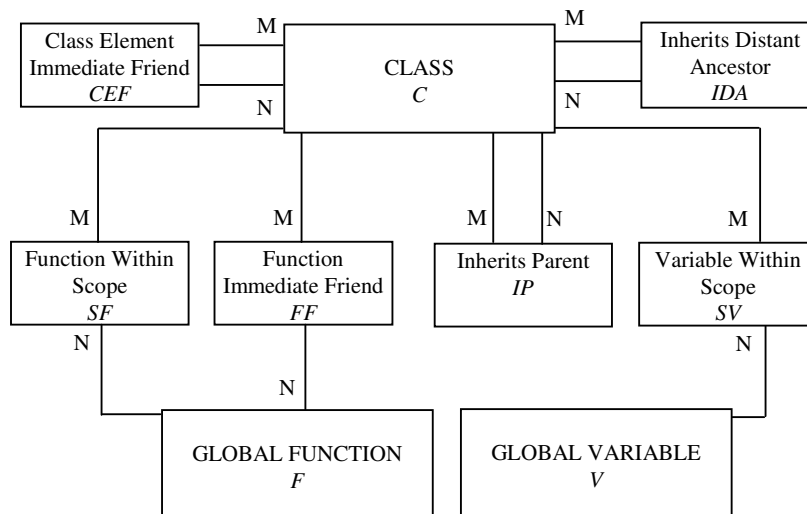 Class Element
Immediate Friend
CEF
M
N
CLASS
C
M
N
Inherits Distant
Ancestor
IDA
M
M
M
N
M
Function Within
Scope
SF
Function
Immediate Friend
FF
Inherits Parent
IP
Variable Within
Scope
SV
N
N
N
GLOBAL FUNCTION
F
GLOBAL VARIABLE
V